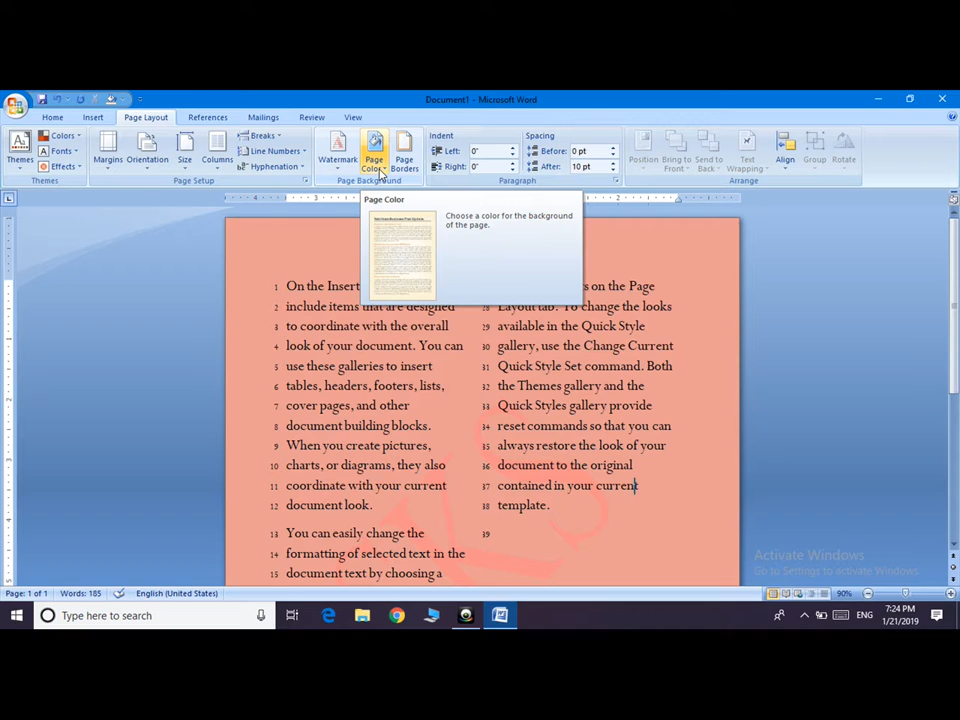 Document1 - Microsoft Word
Home Insert Page Layout References Mailings Review View
Themes
Colors
Fonts
Effects
Themes
Margins
Orientation
Size
Columns
Breaks
Line Numbers
Hyphenation
Page Setup
Watermark
Page Color
Page Borders
Page Background
Indent
Left: 0"
Right: 0"
Spacing
Before: 0 pt
After: 10 pt
Paragraph
Position
Bring to Front
Send to Back
Text Wrapping
Align
Group
Rotate
Arrange
Page Color
Choose a color for the background
of the page.
1 On the Insert
2 include items that are designed
3 to coordinate with the overall
4 look of your document. You can
5 use these galleries to insert
6 tables, headers, footers, lists,
7 cover pages, and other
8 document building blocks.
9 When you create pictures,
10 charts, or diagrams, they also
11 coordinate with your current
12 document look.
13 You can easily change the
14 formatting of selected text in the
15 document text by choosing a
on the Page
28 Layout tab. To change the looks
29 available in the Quick Style
30 gallery, use the Change Current
31 Quick Style Set command. Both
32 the Themes gallery and the
33 Quick Styles gallery provide
34 reset commands so that you can
35 always restore the look of your
36 document to the original
37 contained in your current
38 template.
39
Activate Windows
Go to Settings to activate Windows.
Page: 1 of 1 Words: 185 English (United States) 90%
Type here to search
ENG
7:24 PM
1/21/2019